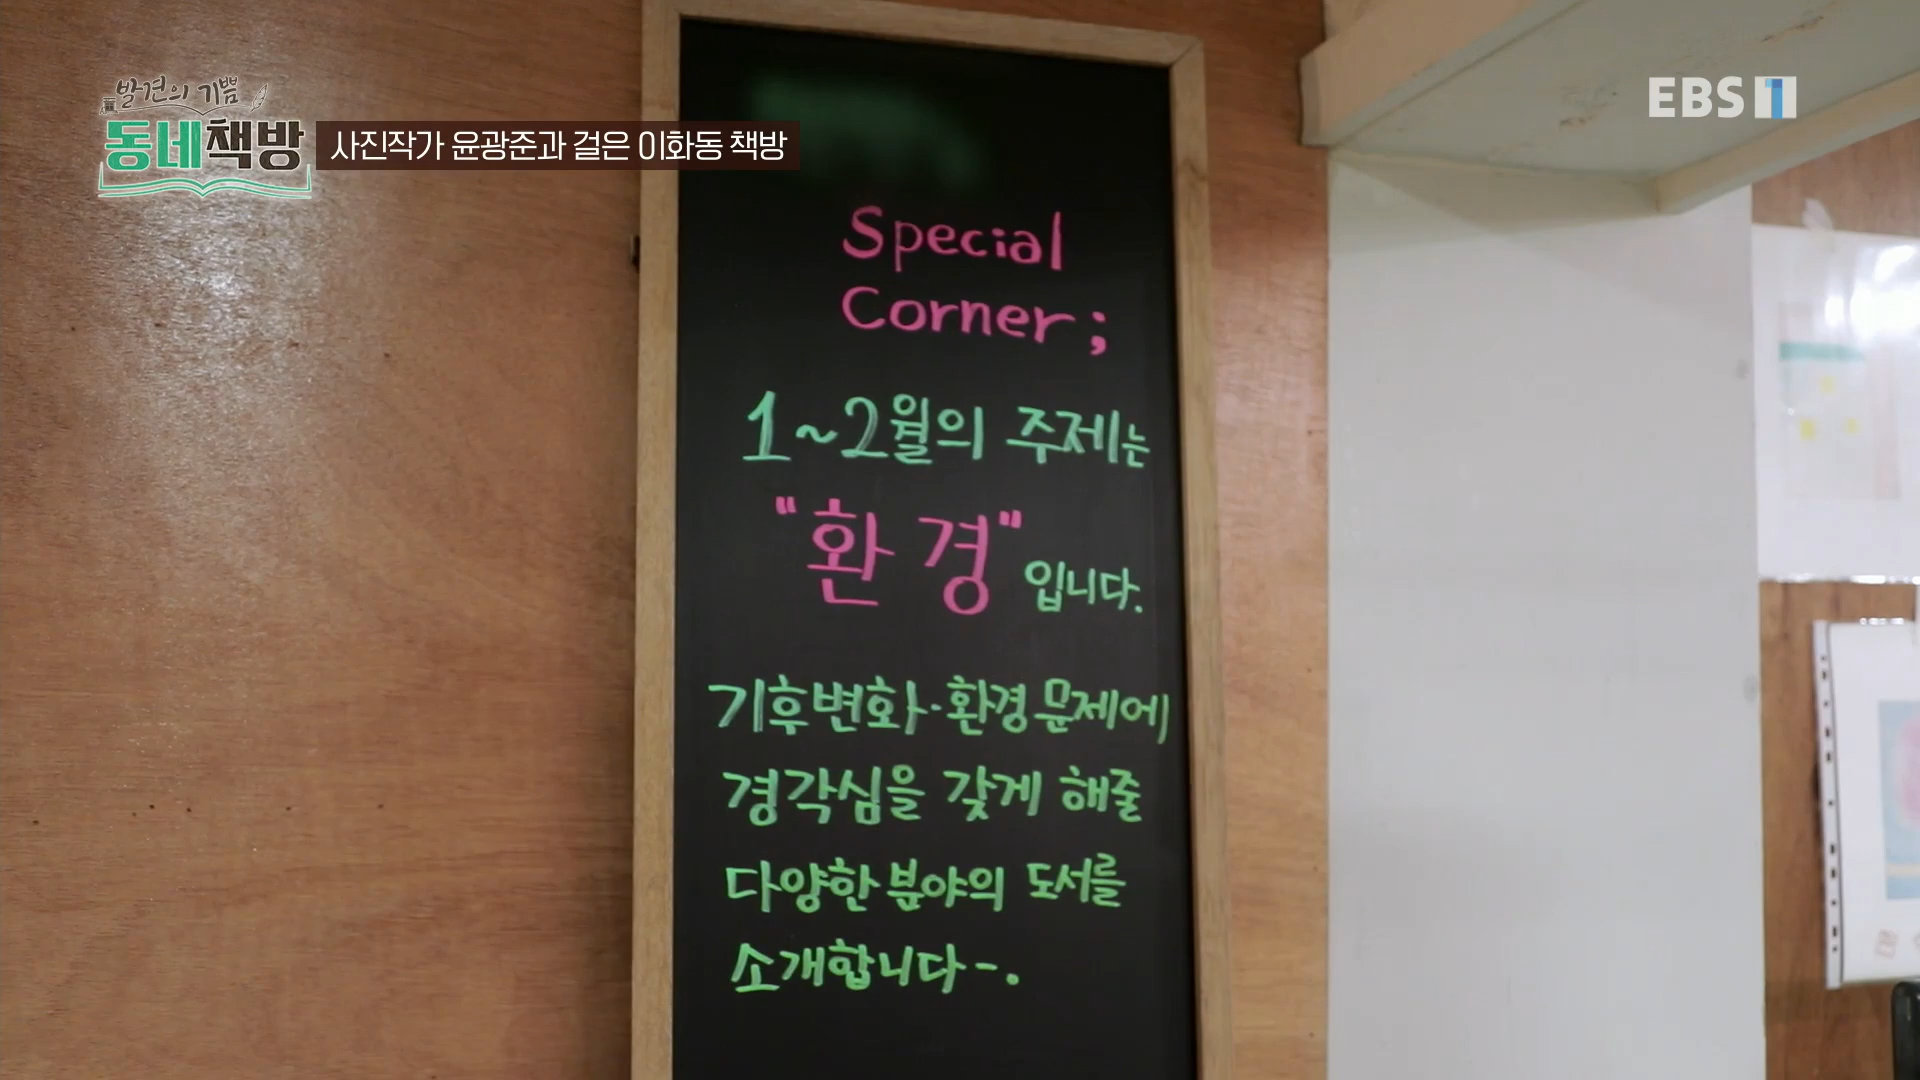 발견의 기쁨
동네책방
사진작가 윤광준과 걸은 이화동 책방
EBS 1
Special
Corner ;
1~2월의 주제는
"환경" 입니다.
기후변화·환경 문제에
경각심을 갖게 해줄
다양한 분야의 도서를
소개합니다-.